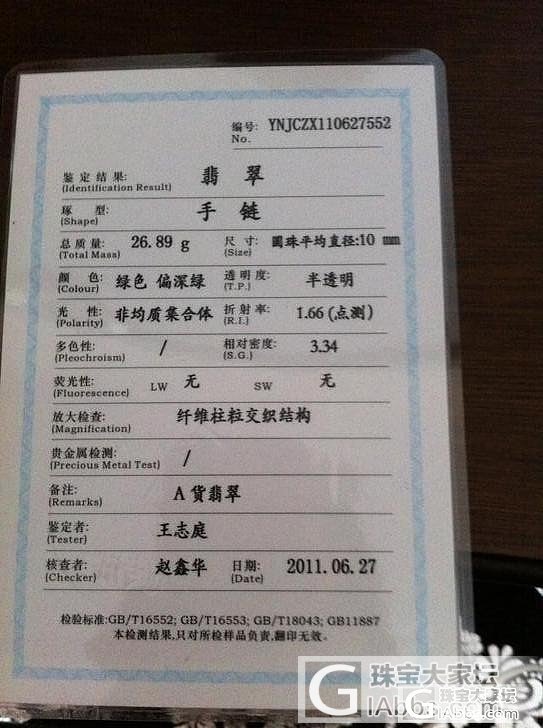 编号: YNJCZX110627552
No.
鉴定结果: 翡翠
(Identification Result)
琢型: 手链
(Shape)
总质量: 26.89 g 尺寸: 圆珠平均直径:10 mm
(Total Mass) (Size)
颜色: 绿色 偏深绿 透明度: 半透明
(Colour) (T.P.)
光性: 非均质集合体 折射率: 1.66 (点测)
(Polarity) (R.I.)
多色性: / 相对密度: 3.34
(Pleochroism) (S.G.)
荧光性: LW 无 SW 无
(Fluorescence)
放大检查: 纤维柱粒交织结构
(Magnification)
贵金属检测: /
(Precious Metal Test)
备注: A 货翡翠
(Remarks)
鉴定者: 王志庭
(Tester)
核查者: 赵鑫华 日期: 2011.06.27
(Checker) (Date)
检验标准:GB/T16552; GB/T16553; GB/T18043; GB11887
本检测结果,只对所检样品负责,翻印无效。
珠宝大家坛